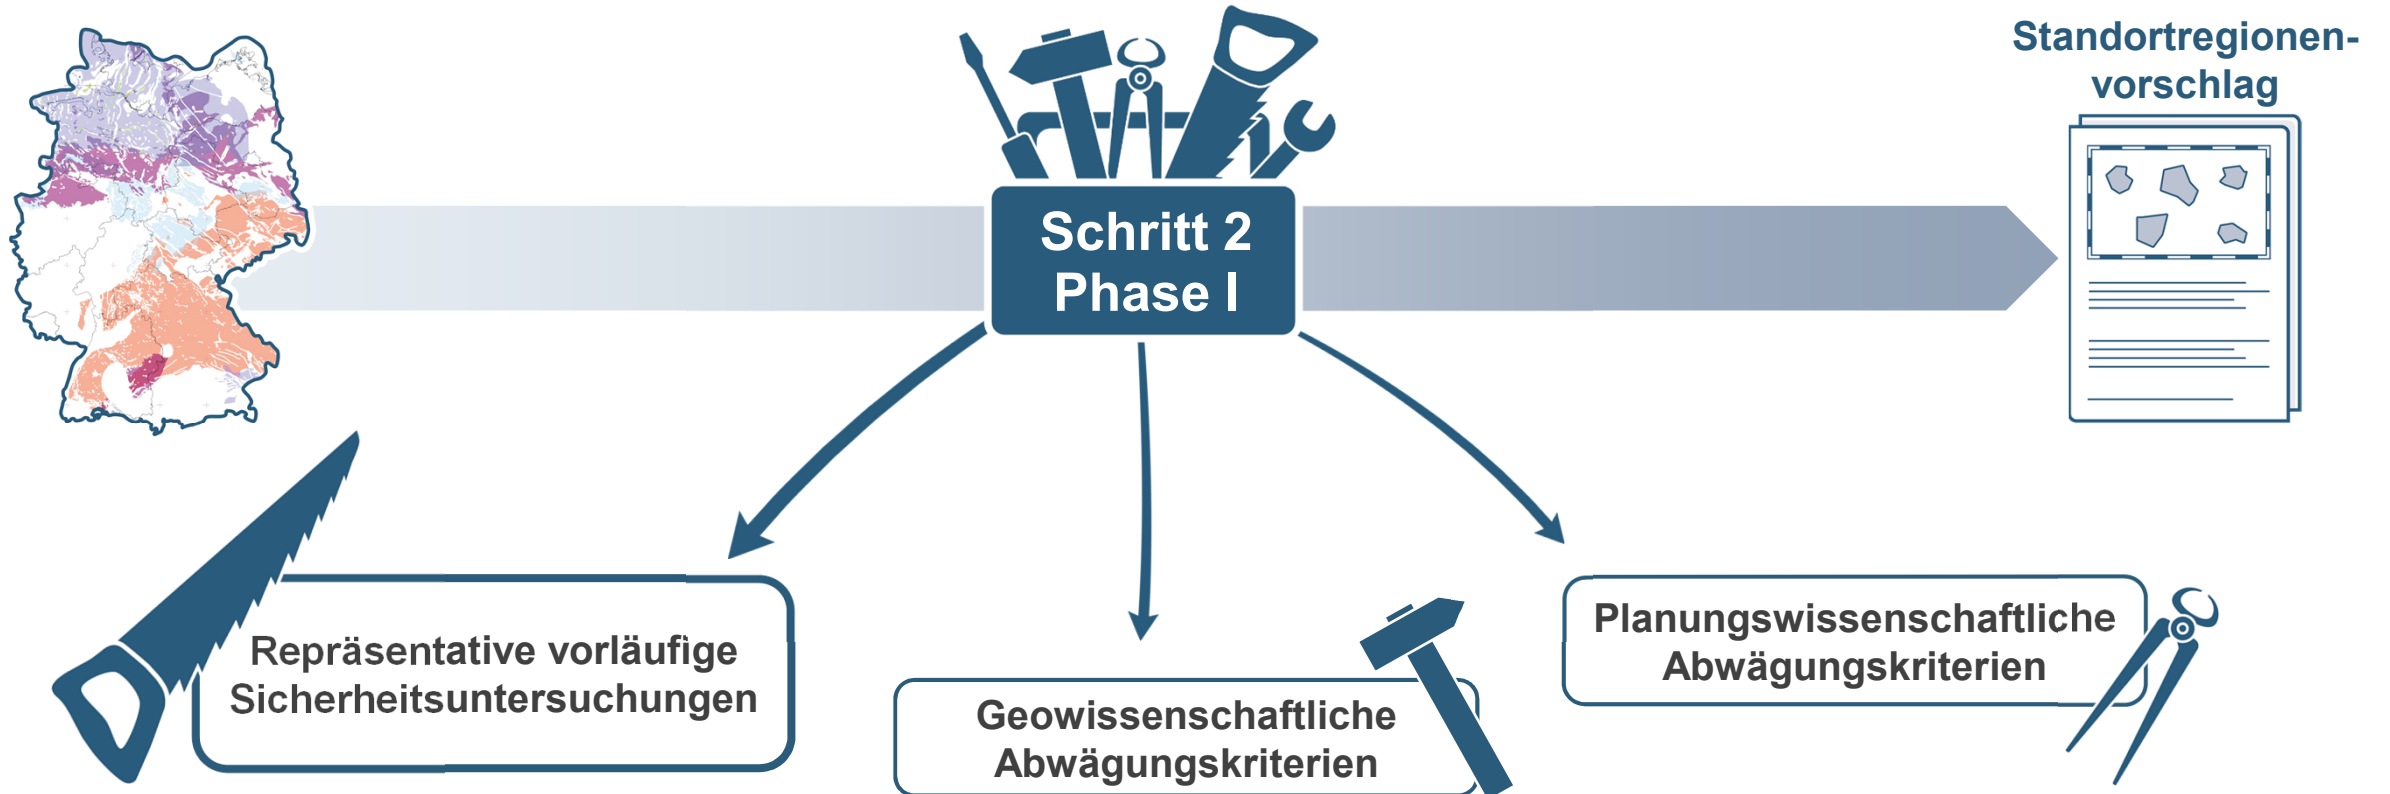 Standortregionen-
vorschlag
Schritt 2
Phase I
Repräsentative vorläufige
Sicherheitsuntersuchungen
Geowissenschaftliche
Abwägungskriterien
Planungswissenschaftliche
Abwägungskriterien